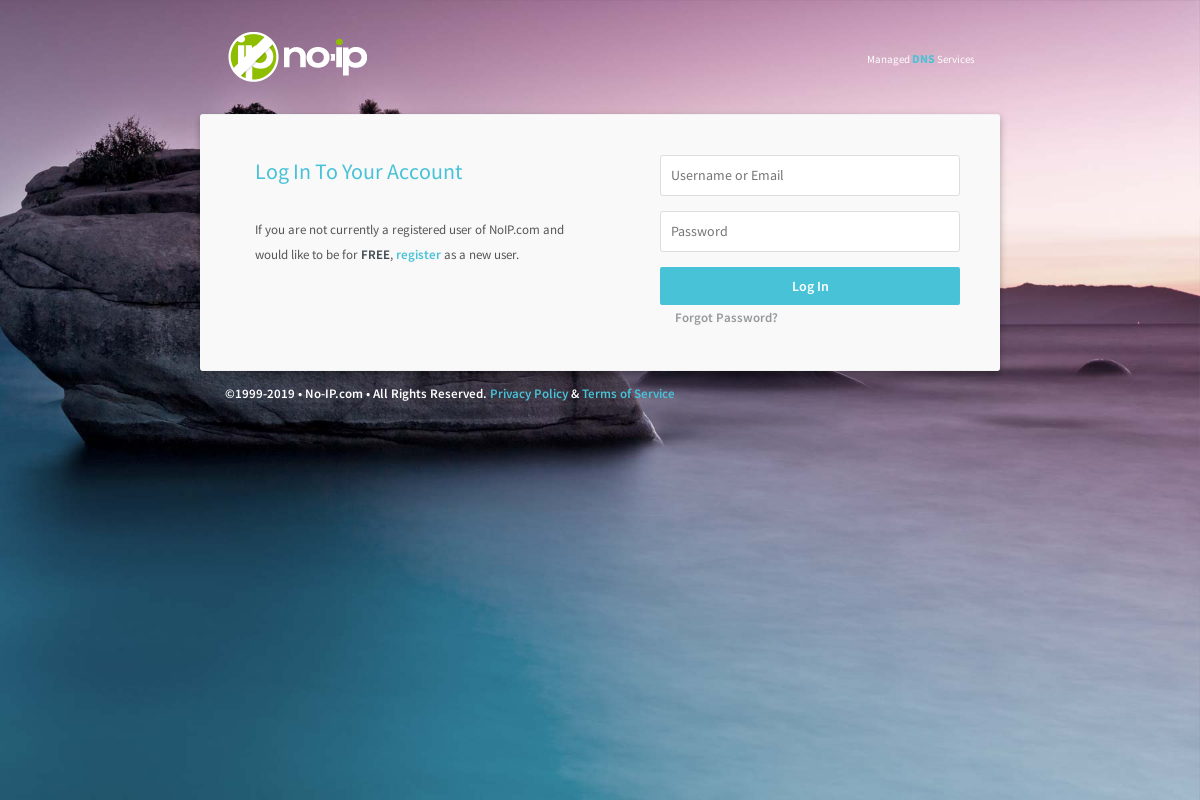 ip no-ip
Managed DNS Services
Log In To Your Account
If you are not currently a registered user of NoIP.com and
would like to be for FREE, register as a new user.
Username or Email
Password
Log In
Forgot Password?
©1999-2019 • No-IP.com • All Rights Reserved. Privacy Policy & Terms of Service